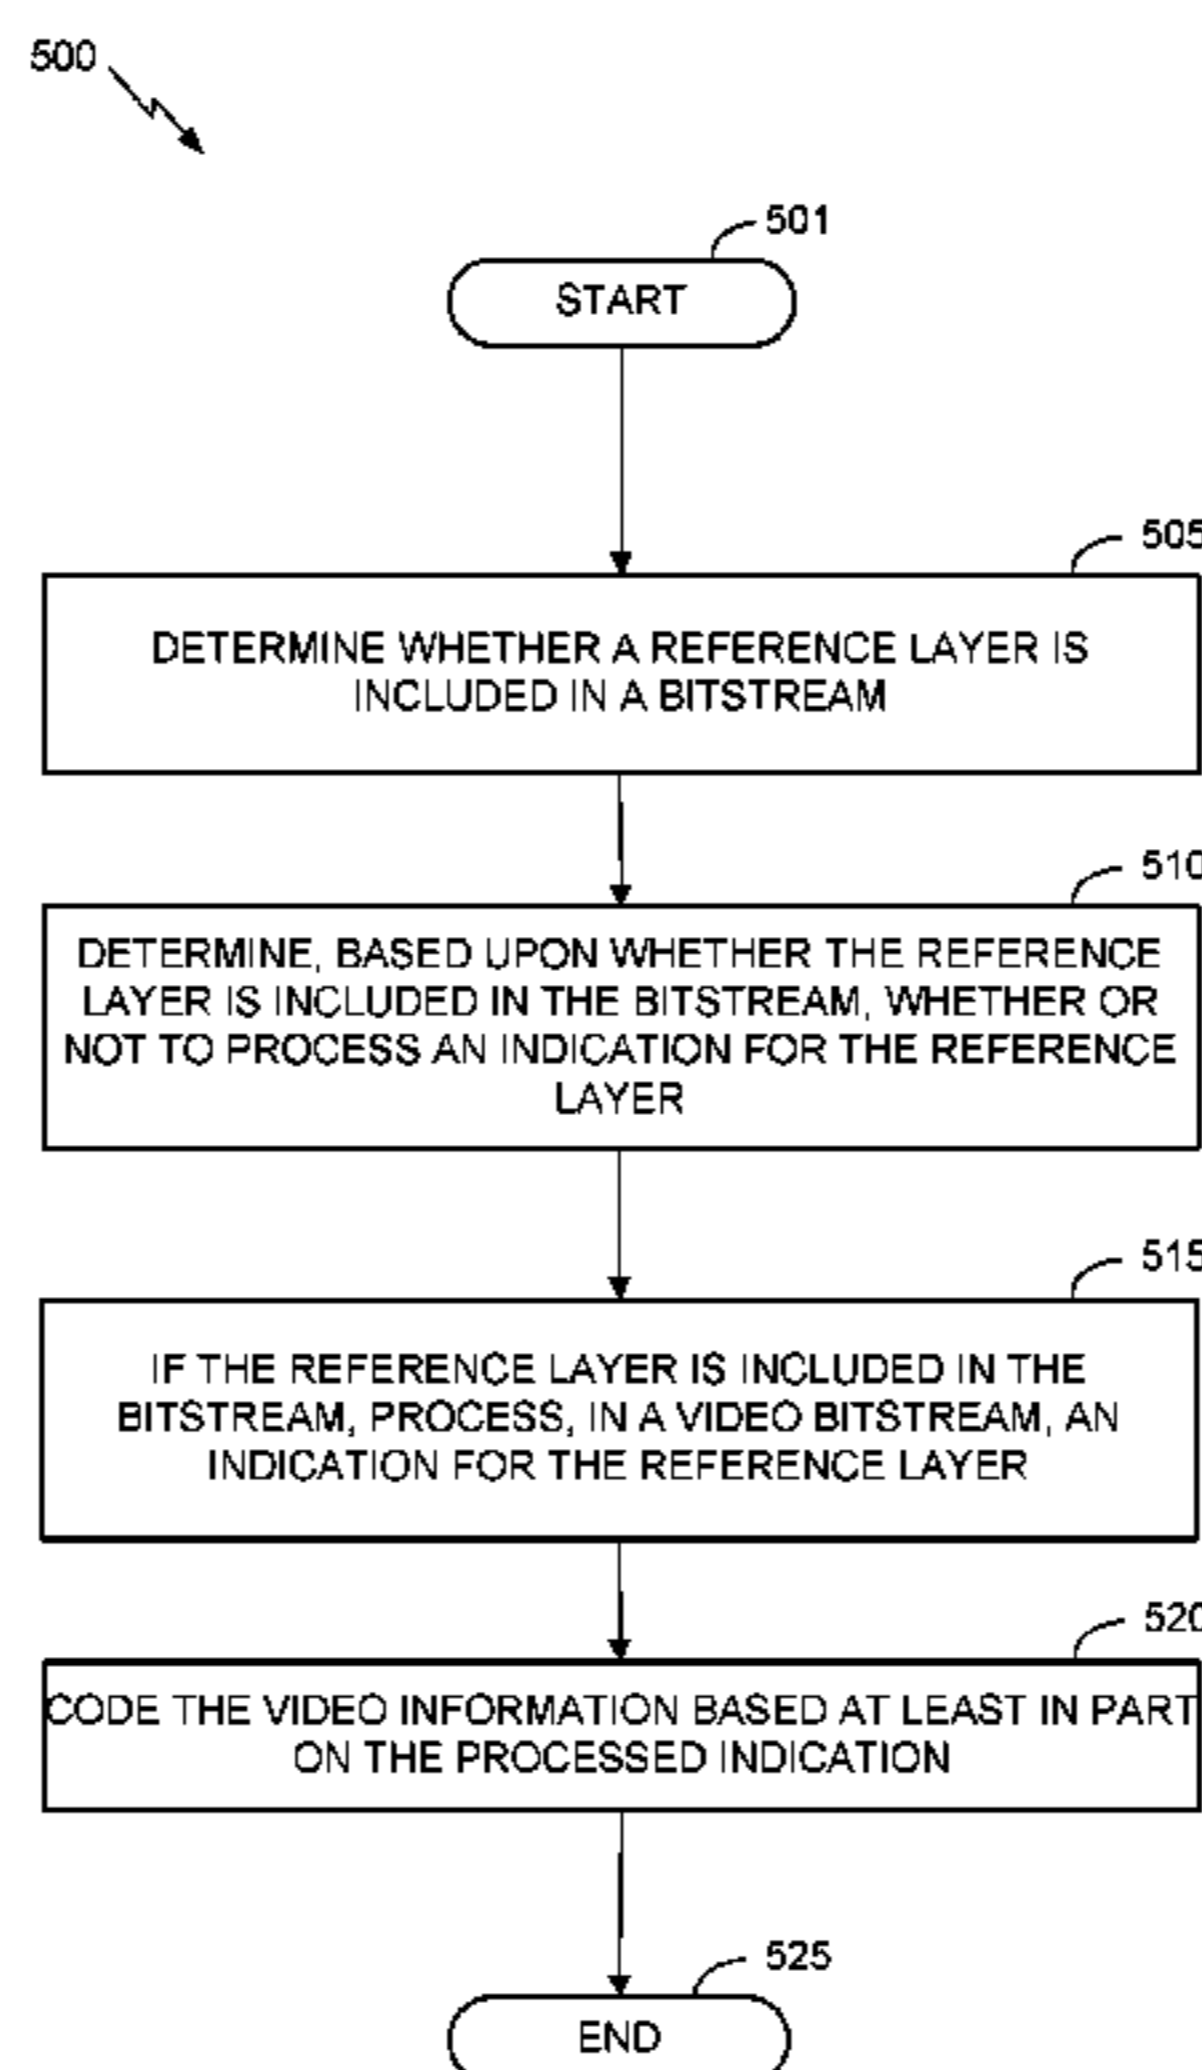 500
501
START
505
DETERMINE WHETHER A REFERENCE LAYER IS
INCLUDED IN A BITSTREAM
510
DETERMINE, BASED UPON WHETHER THE REFERENCE
LAYER IS INCLUDED IN THE BITSTREAM, WHETHER OR
NOT TO PROCESS AN INDICATION FOR THE REFERENCE
LAYER
515
IF THE REFERENCE LAYER IS INCLUDED IN THE
BITSTREAM, PROCESS, IN A VIDEO BITSTREAM, AN
INDICATION FOR THE REFERENCE LAYER
520
CODE THE VIDEO INFORMATION BASED AT LEAST IN PART
ON THE PROCESSED INDICATION
525
END